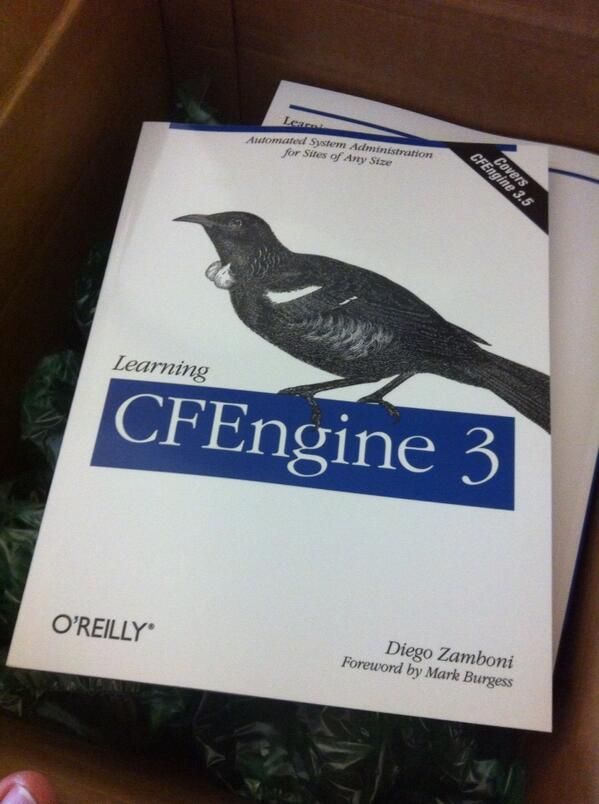 Automated System Administration
for Sites of Any Size
Covers
CFEngine 3.5
Learning
CFEngine 3
O'REILLY®
Diego Zamboni
Foreword by Mark Burgess